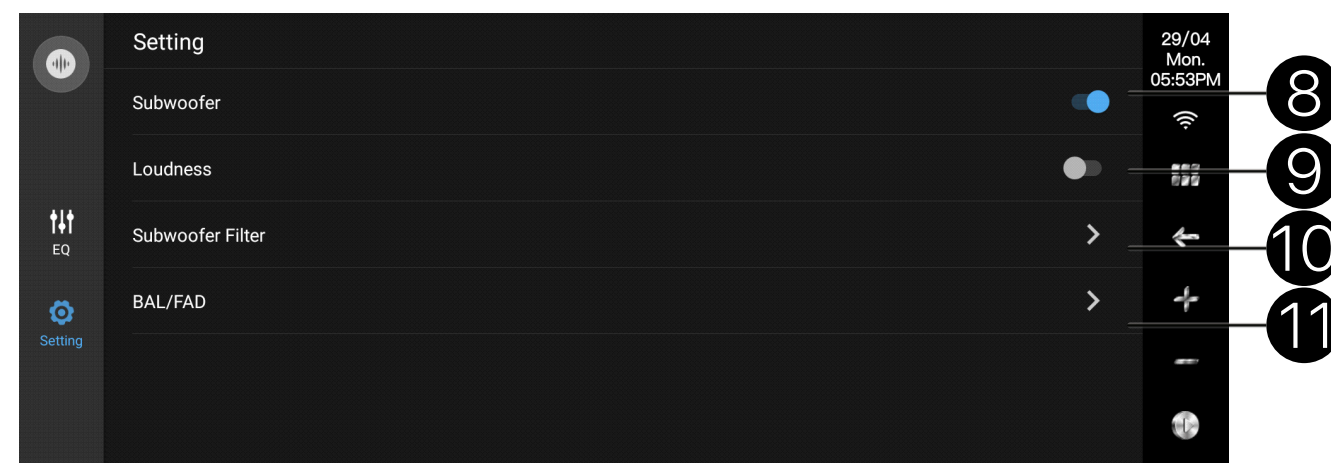 Setting
Subwoofer
Loudness
Subwoofer Filter
BAL/FAD
EQ
Setting
29/04
Mon.
05:53PM
8
9
10
11